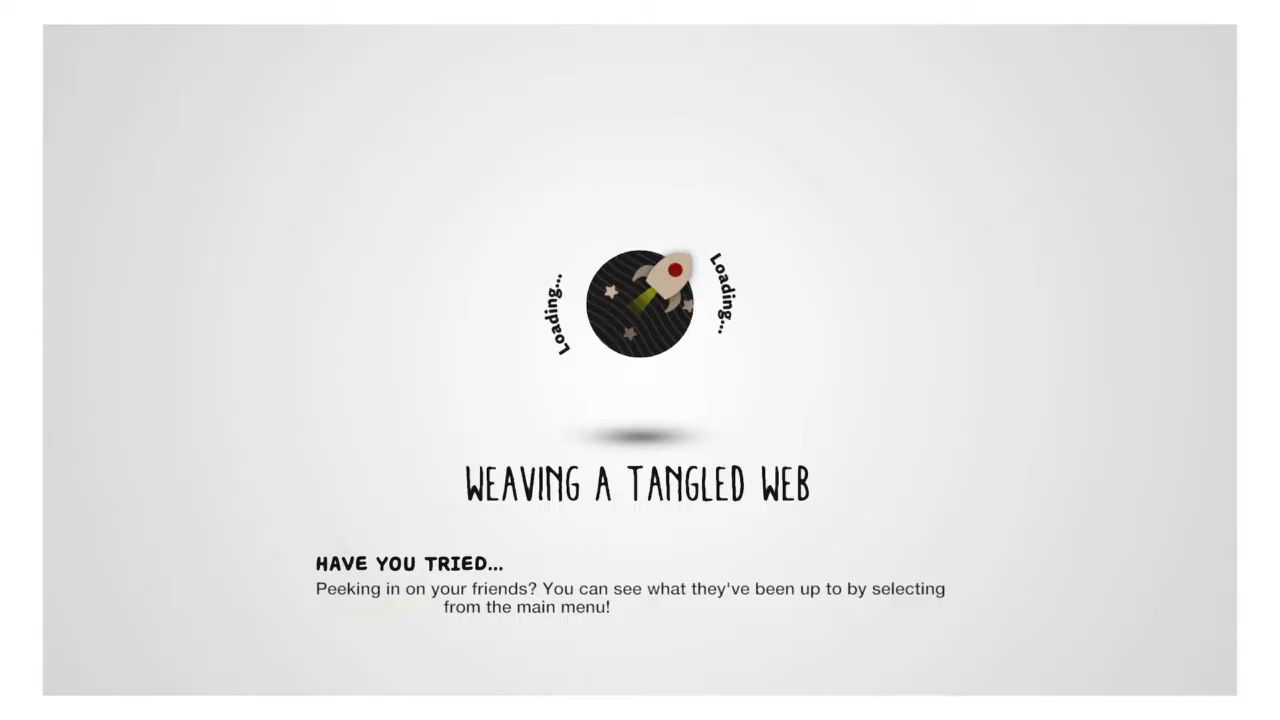 Loading...
Loading...
WEAVING A TANGLED WEB
HAVE YOU TRIED...
Peeking in on your friends? You can see what they've been up to by selecting
from the main menu!